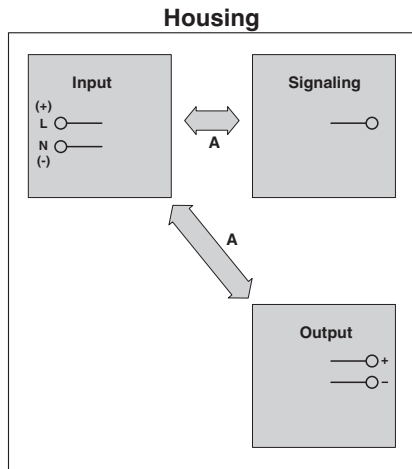 Housing
Input
Signaling
(+)
L
A
N
(-)
A
Output
+
–